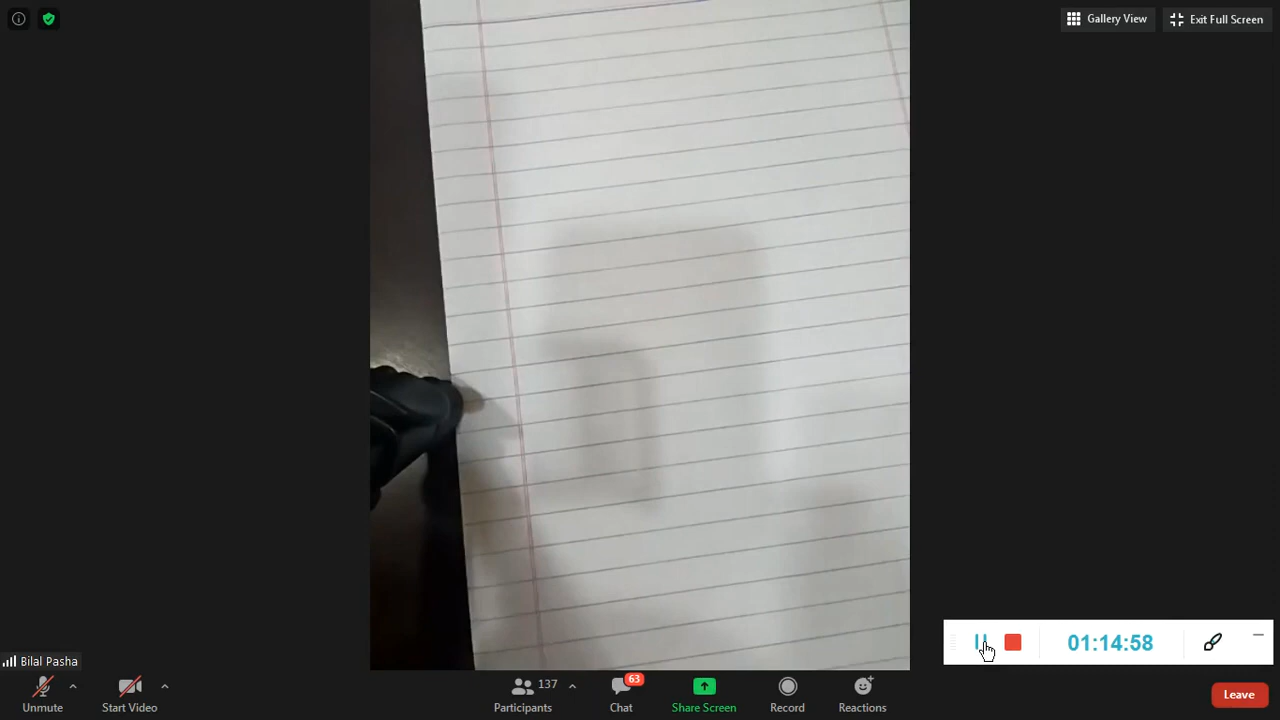 Gallery View
Exit Full Screen
01:14:58
Bilal Pasha
Unmute
Start Video
137
Participants
63
Chat
Share Screen
Record
Reactions
Leave